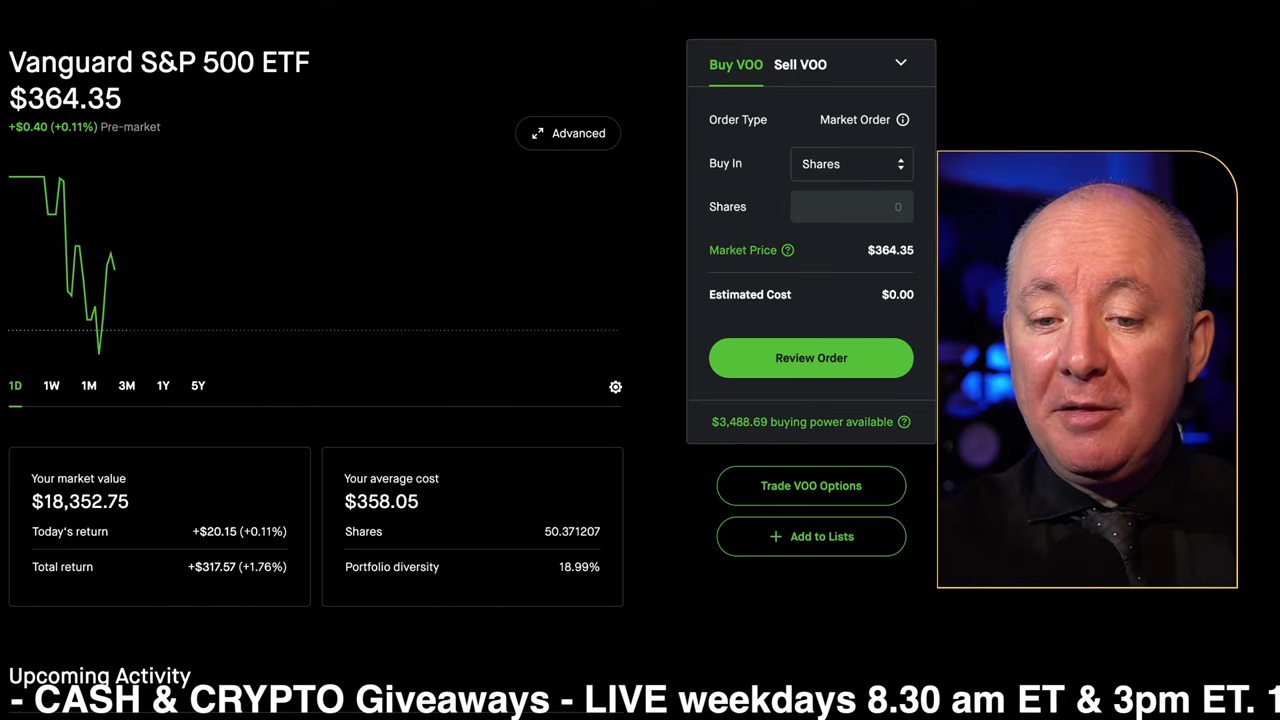 Vanguard S&P 500 ETF
$364.35
+$0.40 (+0.11%) Pre-market
Advanced
1D 1W 1M 3M 1Y 5Y
Your market value
$18,352.75
Today's return +$20.15 (+0.11%)
Total return +$317.57 (+1.76%)
Your average cost
$358.05
Shares 50.371207
Portfolio diversity 18.99%
Buy VOO Sell VOO
Order Type Market Order
Buy In Shares
Shares 0
Market Price $364.35
Estimated Cost $0.00
Review Order
$3,488.69 buying power available
Trade VOO Options
+ Add to Lists
Upcoming Activity
- CASH & CRYPTO Giveaways - LIVE weekdays 8.30 am ET & 3pm ET. 1